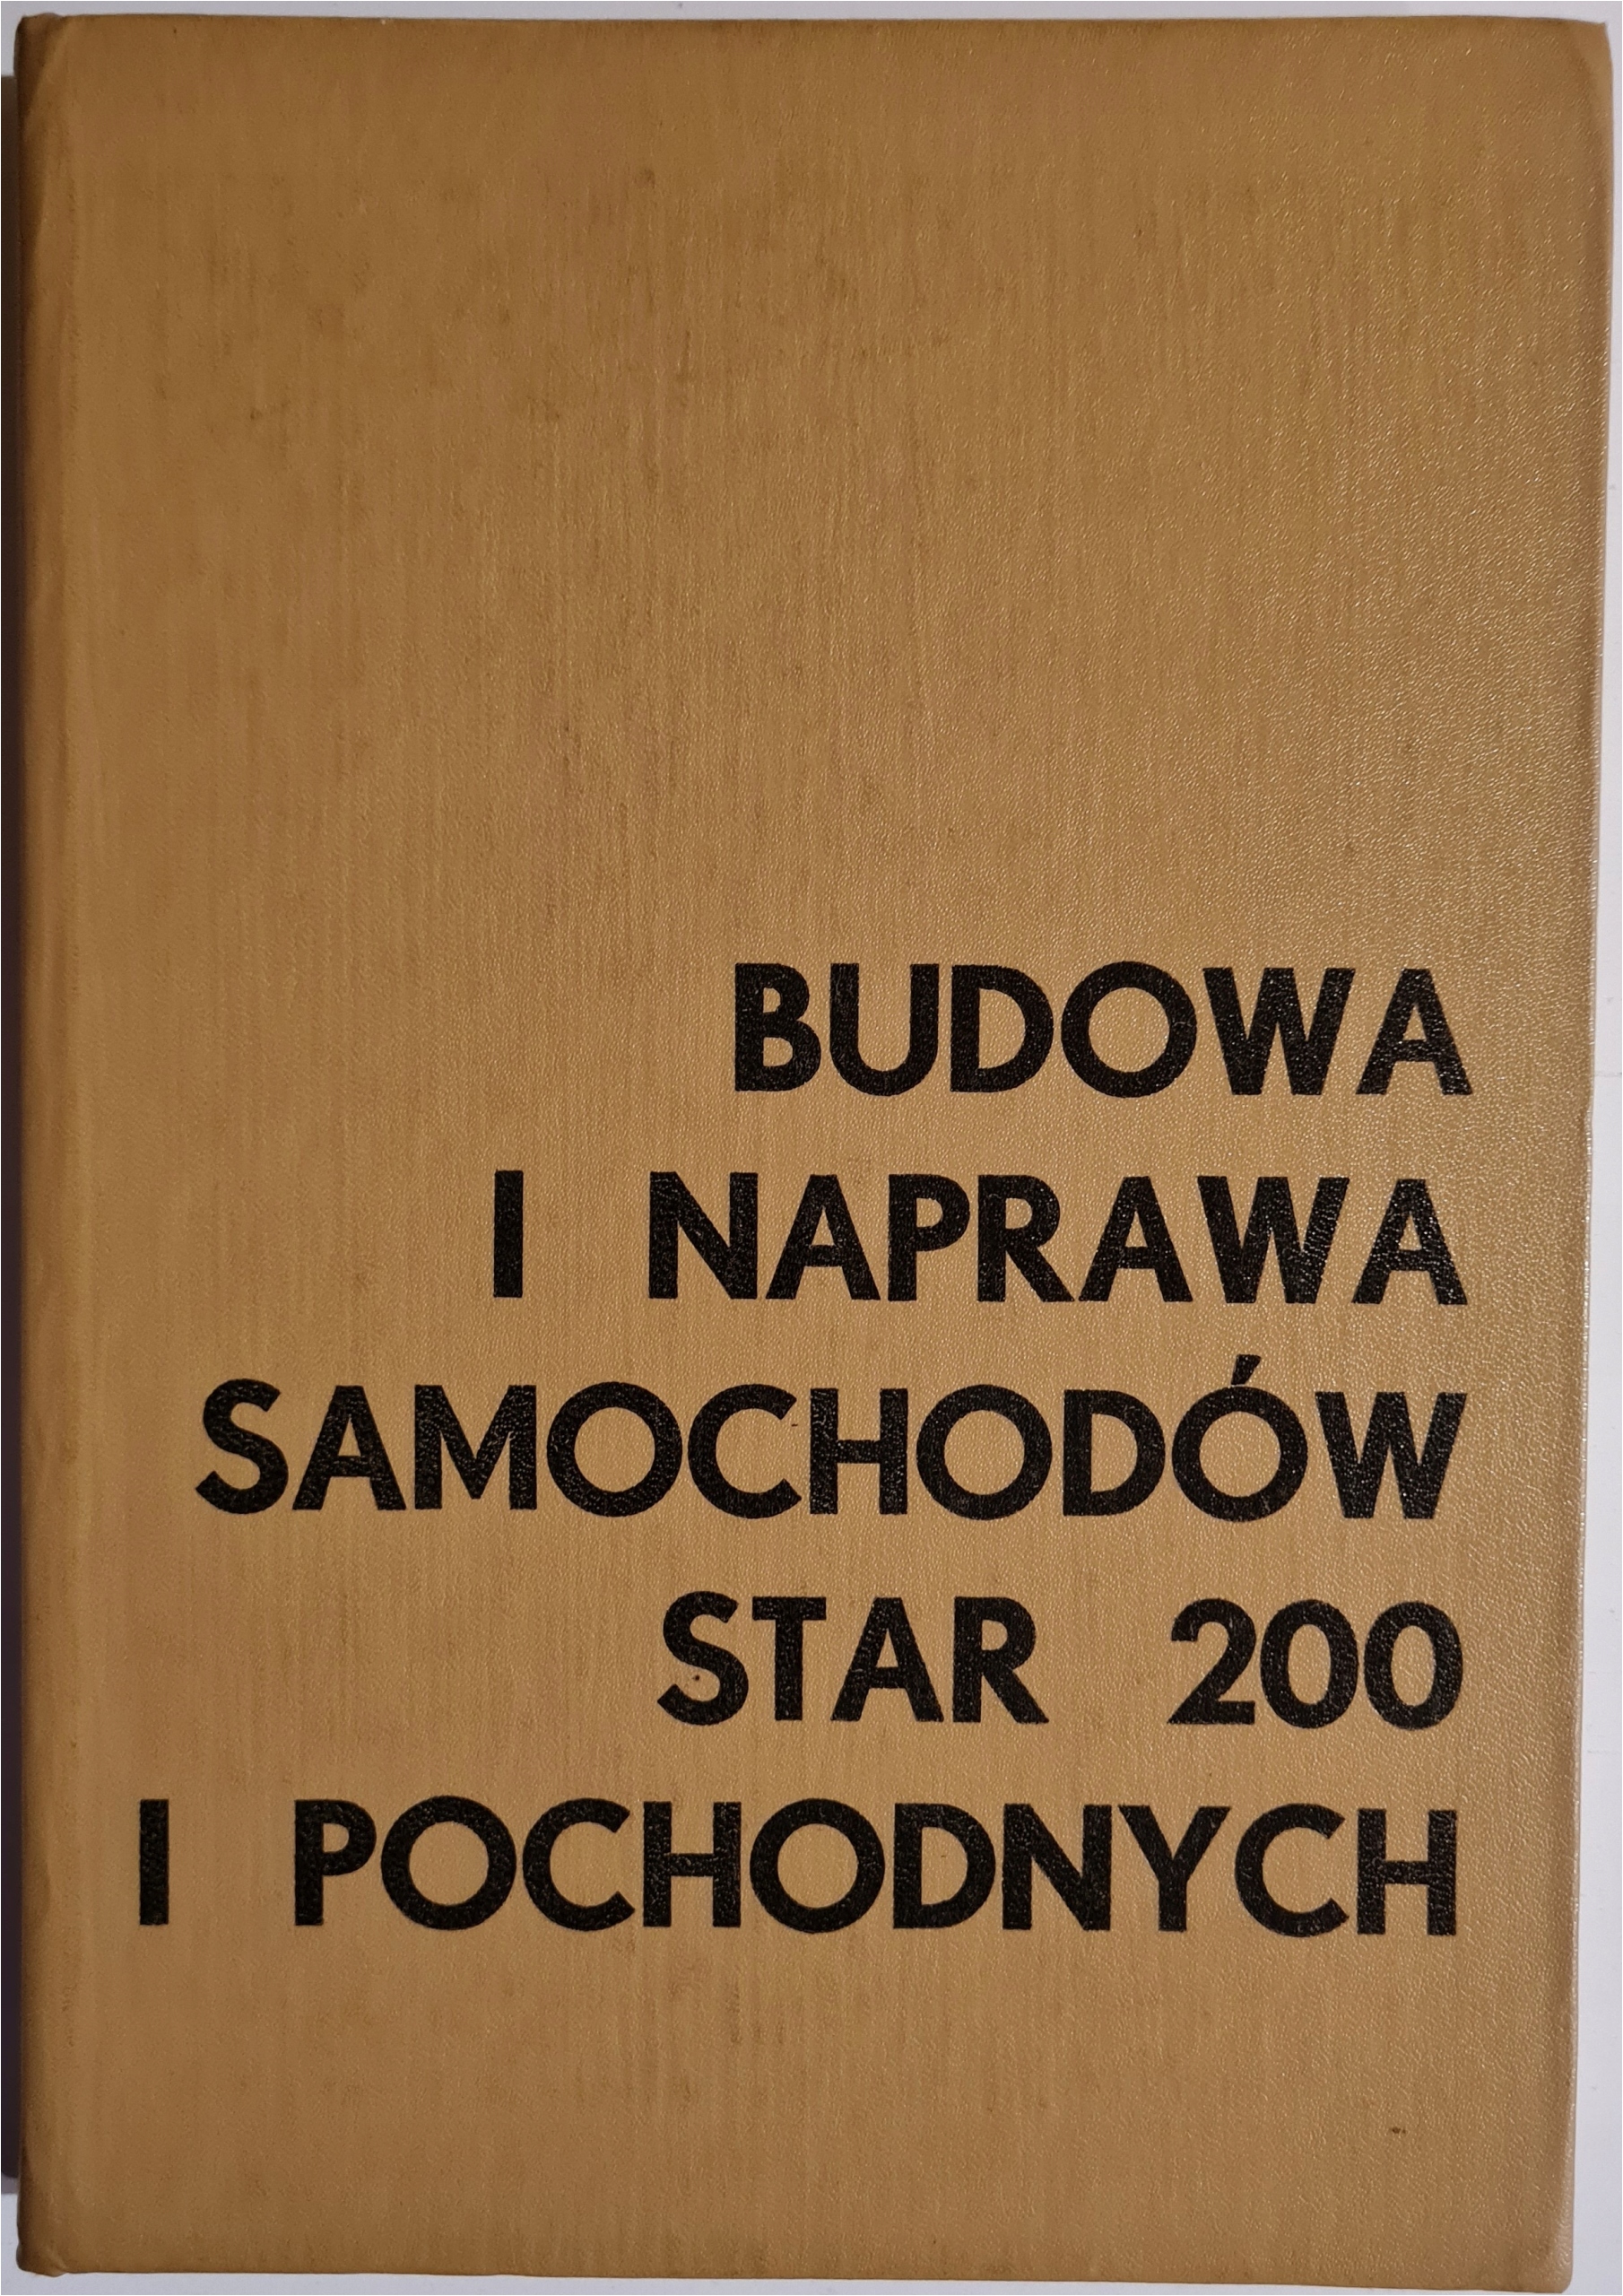 BUDOWA
I NAPRAWA
SAMOCHODÓW
STAR 200
I POCHODNYCH